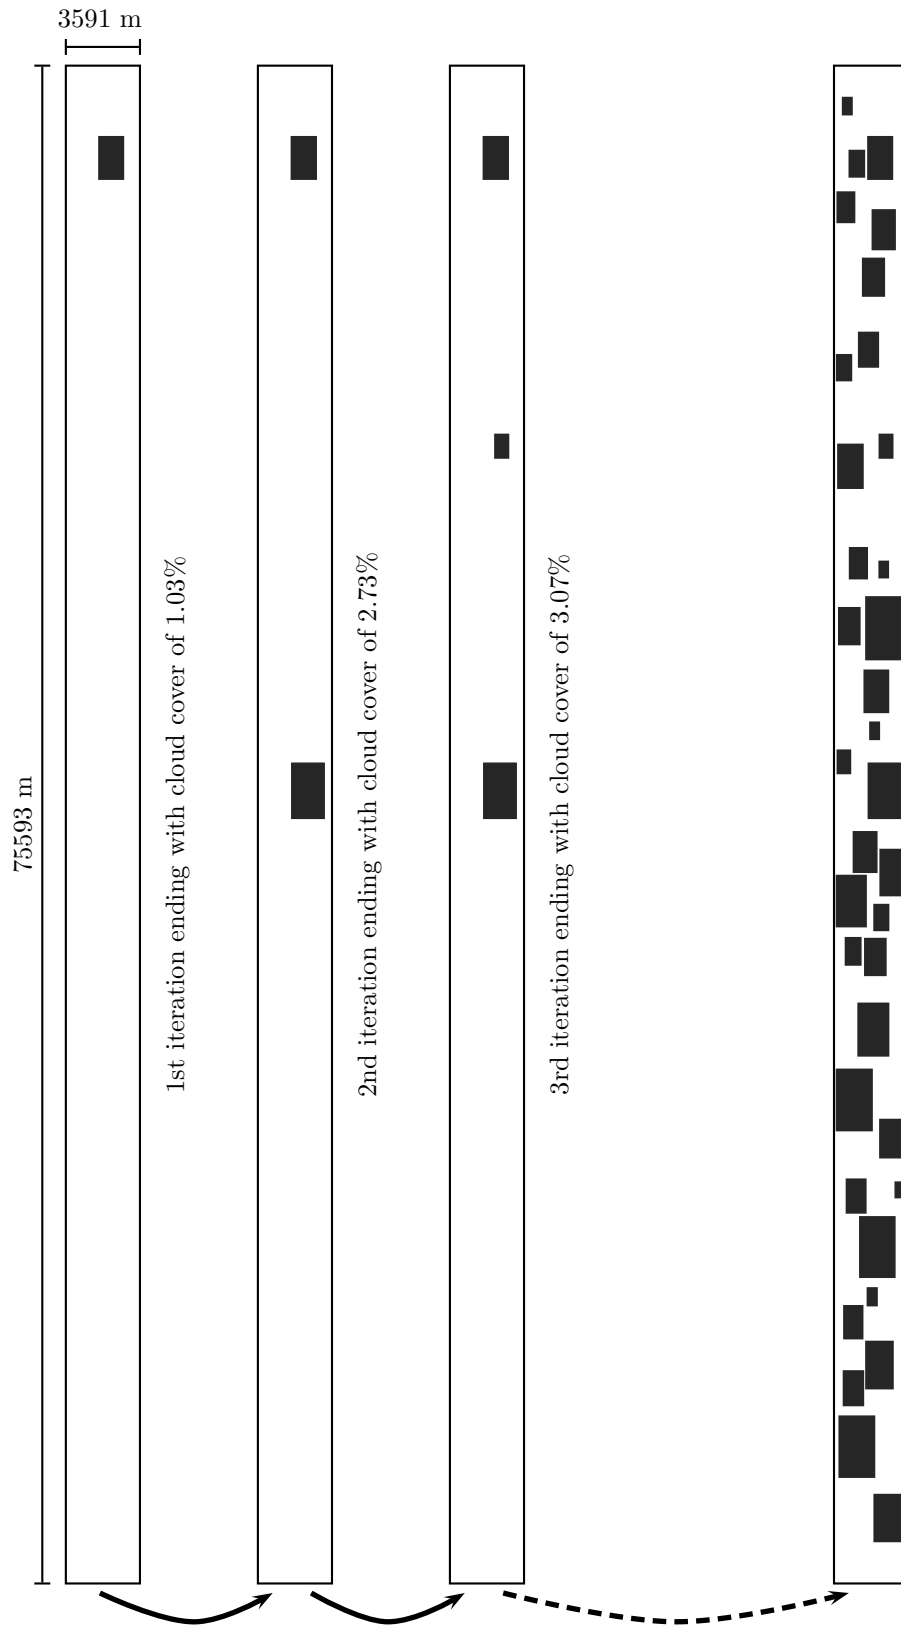 3591 m
75593 m
1st iteration ending with cloud cover of 1.03%
2nd iteration ending with cloud cover of 2.73%
3rd iteration ending with cloud cover of 3.07%